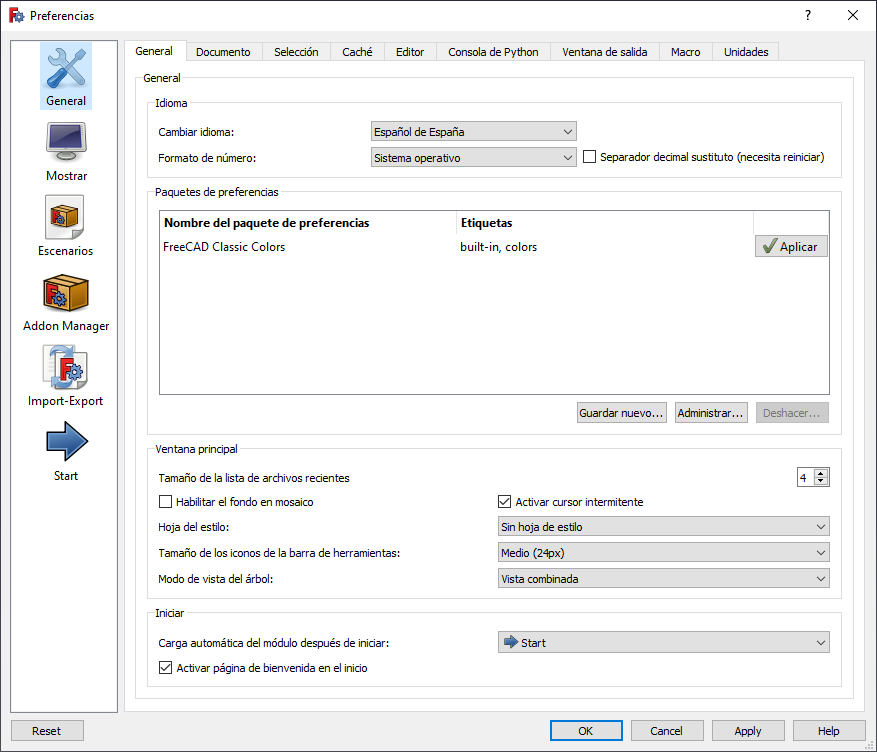 Preferencias
?
General
Mostrar
Escenarios
Addon Manager
Import-Export
Start
General Documento Selección Caché Editor Consola de Python Ventana de salida Macro Unidades
General
Idioma
Cambiar idioma: Español de España
Formato de número: Sistema operativo Separador decimal sustituto (necesita reiniciar)
Paquetes de preferencias
Nombre del paquete de preferencias Etiquetas
FreeCAD Classic Colors built-in, colors Aplicar
Guardar nuevo... Administrar... Deshacer...
Ventana principal
Tamaño de la lista de archivos recientes 4
Habilitar el fondo en mosaico Activar cursor intermitente
Hoja del estilo: Sin hoja de estilo
Tamaño de los iconos de la barra de herramientas: Medio (24px)
Modo de vista del árbol: Vista combinada
Iniciar
Carga automática del módulo después de iniciar: Start
Activar página de bienvenida en el inicio
Reset OK Cancel Apply Help